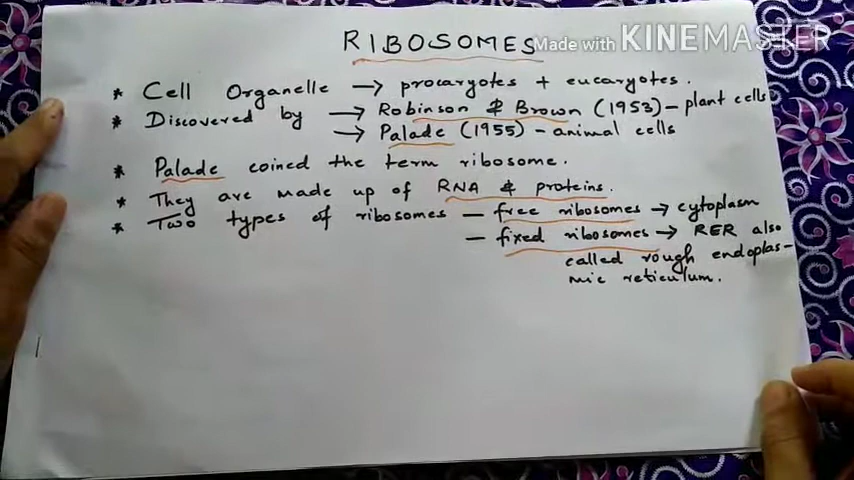 RIBOSOMES
Made with KINEMASTER
* Cell Organelle → procaryotes + eucaryotes.
* Discovered by → Robinson & Brown (1953) - plant cells
→ Palade (1955) - animal cells
* Palade coined the term ribosome.
* They are made up of RNA & proteins.
* Two types of ribosomes - free ribosomes → cytoplasm
- fixed ribosomes → RER also
called rough endoplas-
mic reticulum.